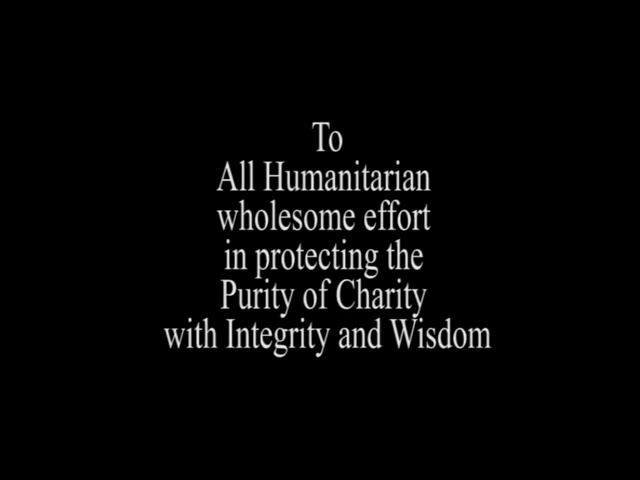 To
All Humanitarian
wholesome effort
in protecting the
Purity of Charity
with Integrity and Wisdom